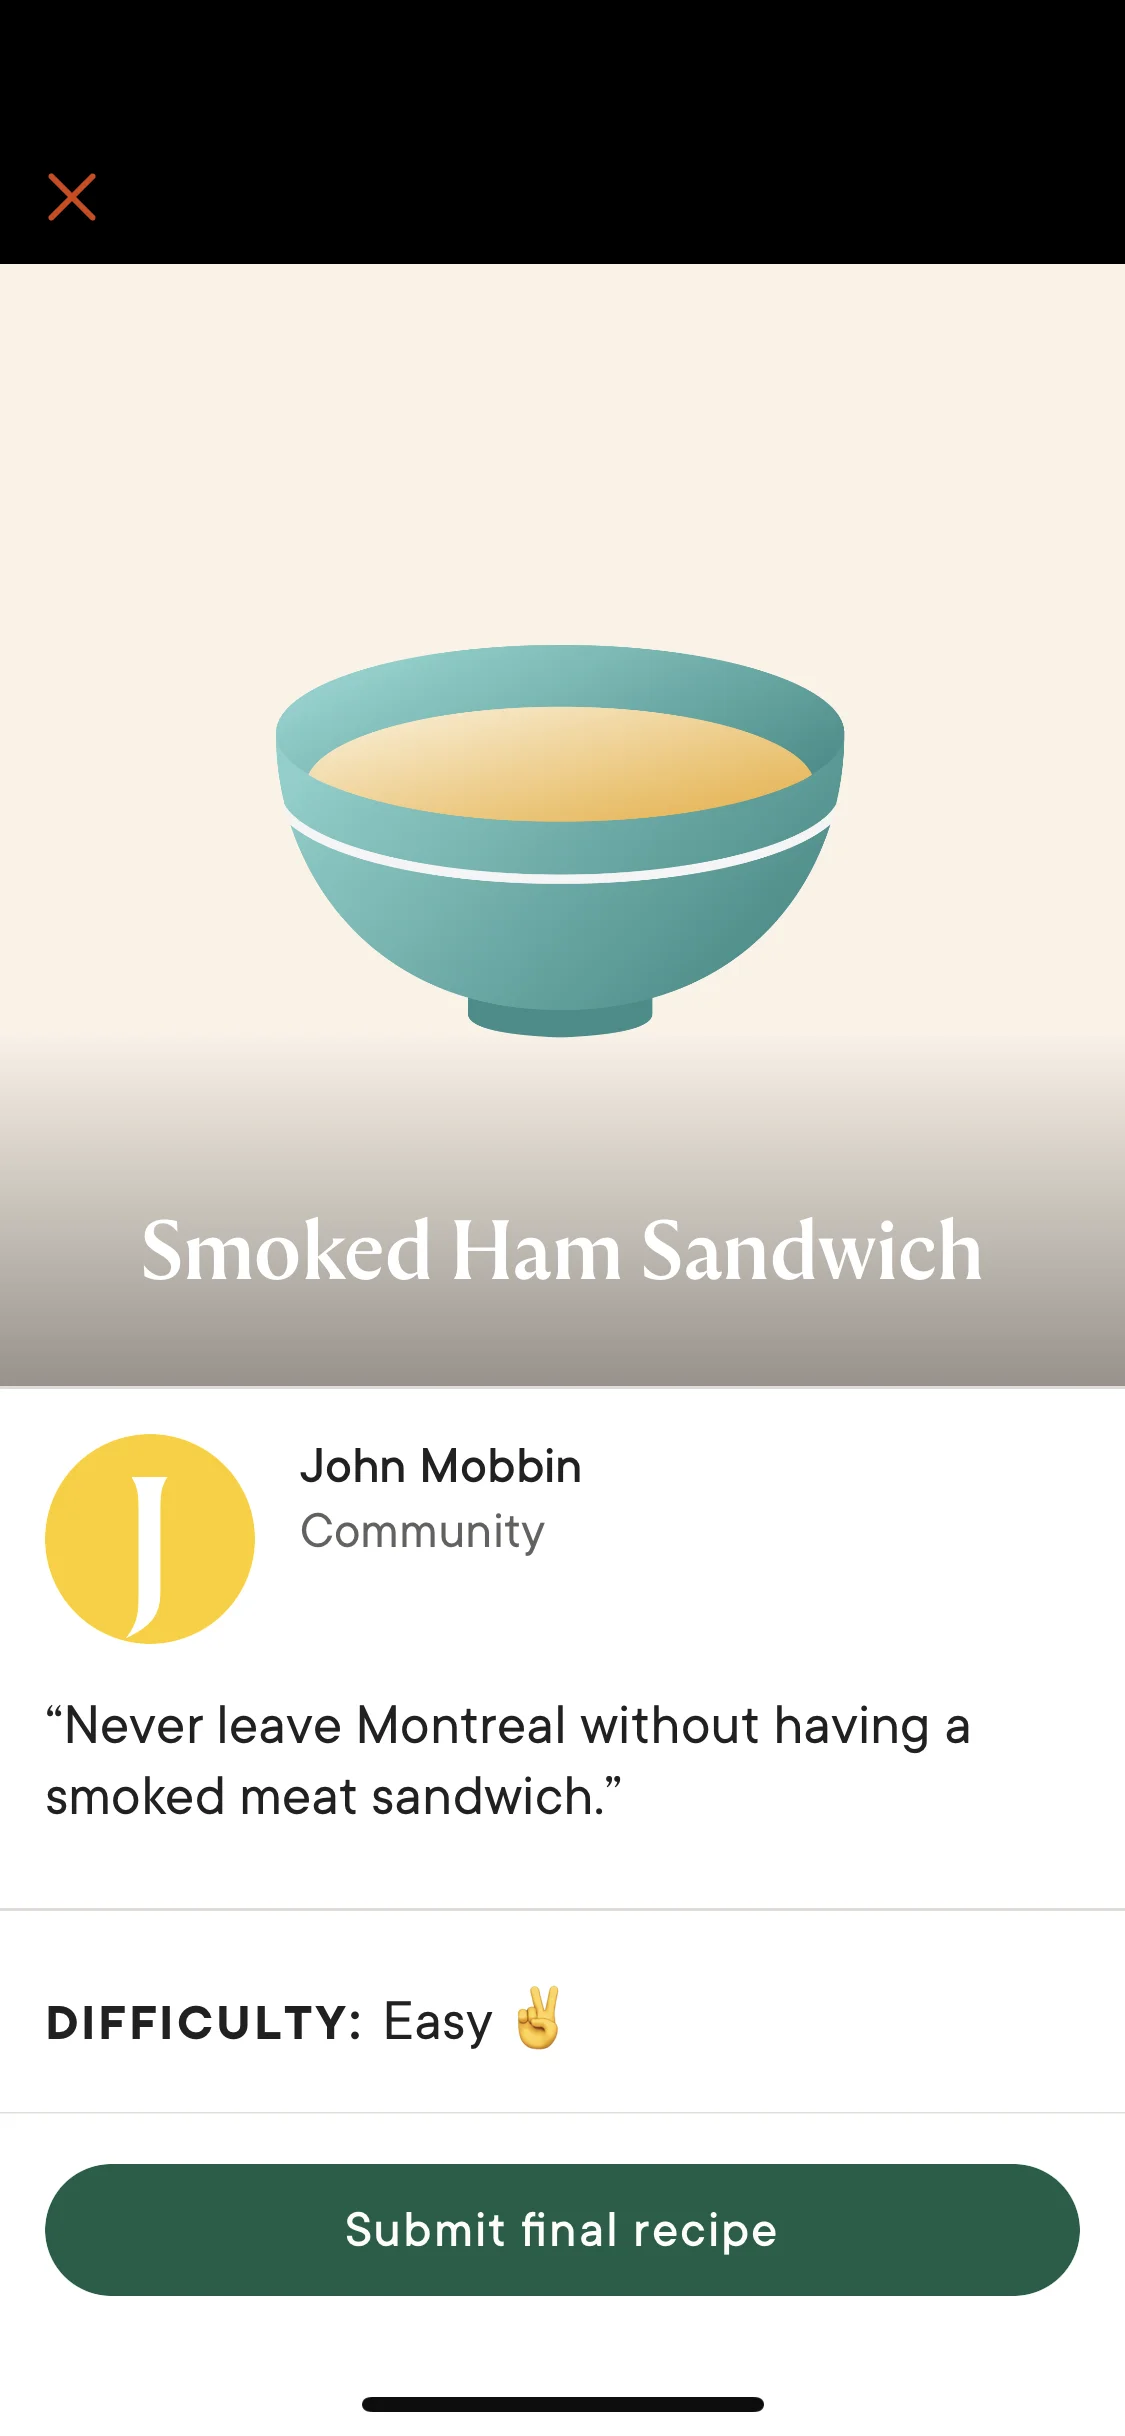 Smoked Ham Sandwich
J
John Mobbin
Community
“Never leave Montreal without having a
smoked meat sandwich.”
DIFFICULTY: Easy ✌️
Submit final recipe